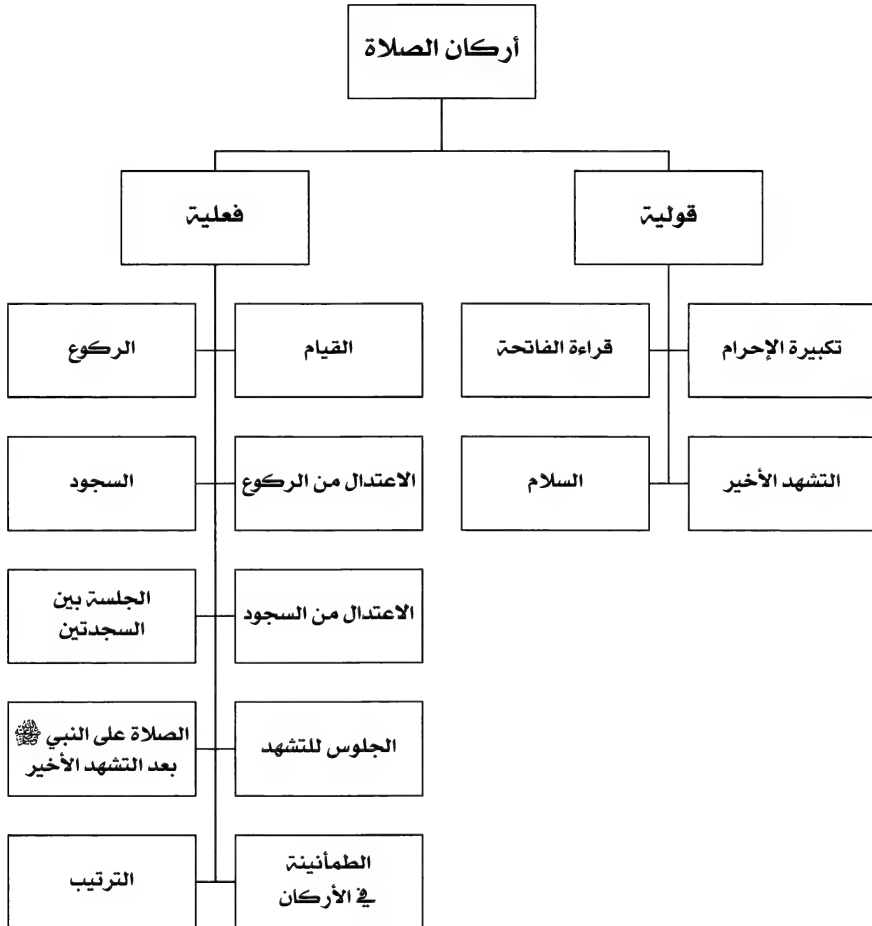 أركان الصلاة
قولية
فعلية
تكبيرة الإحرام
قراءة الفاتحة
القيام
الركوع
التشهد الأخير
السلام
الاعتدال من الركوع
السجود
الاعتدال من السجود
الجلسة بين
السجدتين
الجلوس للتشهد
الصلاة على النبي ﷺ
بعد التشهد الأخير
الطمأنينة
في الأركان
الترتيب